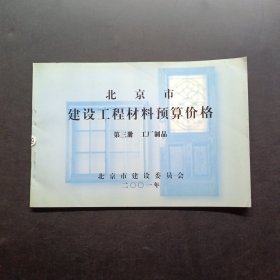 北京市
建设工程材料预算价格
第三册 工厂制品
北京市建设委员会
二〇〇一年